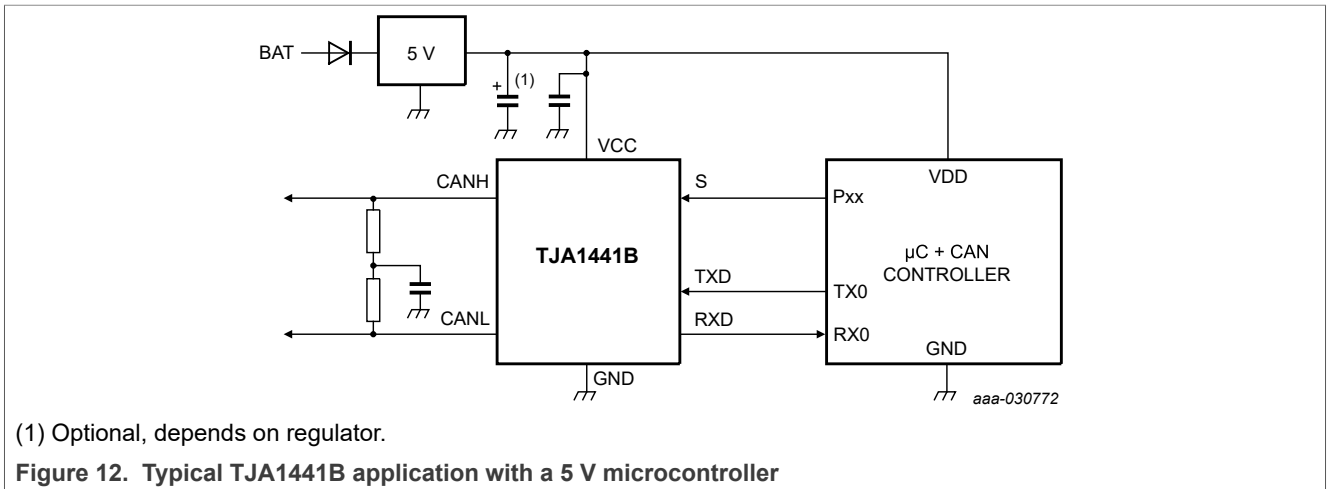 BAT
5 V
+
(1)
VCC
CANH
S
Pxx
VDD
TJA1441B
µC + CAN
CONTROLLER
TXD
TX0
CANL
RXD
RX0
GND
GND
aaa-030772
(1) Optional, depends on regulator.
Figure 12. Typical TJA1441B application with a 5 V microcontroller